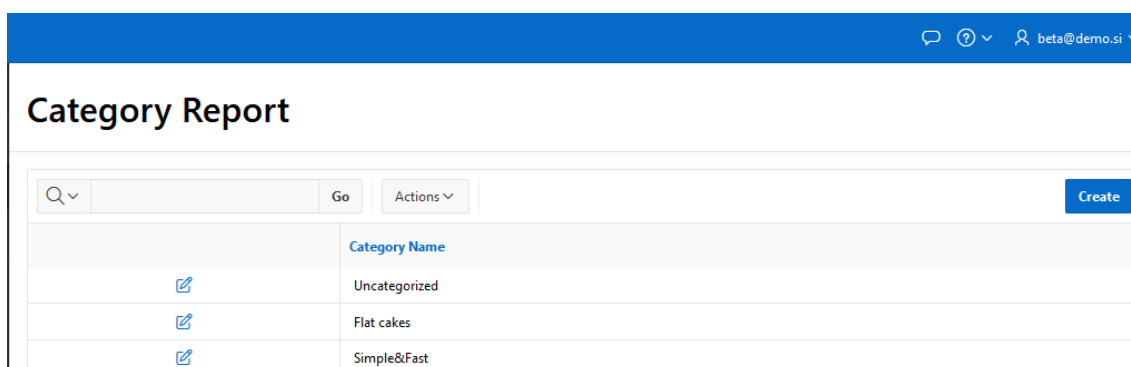 beta@demo.si
Category Report
Go Actions Create
Category Name
Uncategorized
Flat cakes
Simple&Fast